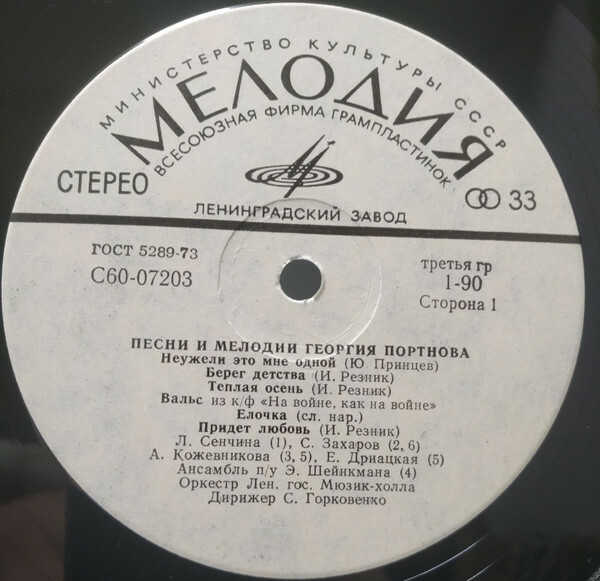 МИНИСТЕРСТВО КУЛЬТУРЫ СССР
МЕЛОДИЯ
ВСЕСОЮЗНАЯ ФИРМА ГРАМПЛАСТИНОК
СТЕРЕО
33
ЛЕНИНГРАДСКИЙ ЗАВОД
ГОСТ 5289-73
С60-07203
третья гр
1-90
Сторона 1
ПЕСНИ И МЕЛОДИИ ГЕОРГИЯ ПОРТНОВА
Неужели это мне одной (Ю Принцев)
Берег детства (И. Резник)
Теплая осень (И. Резник)
Вальс из к/ф «На войне, как на войне»
Елочка (сл. нар.)
Придет любовь (И. Резник)
Л. Сенчина (1), С. Захаров (2, 6)
А. Кожевникова (3, 5), Е. Дриацкая (5)
Ансамбль п/у Э. Шейнкмана (4)
Оркестр Лен. гос. Мюзик-холла
Дирижер С. Горковенхо